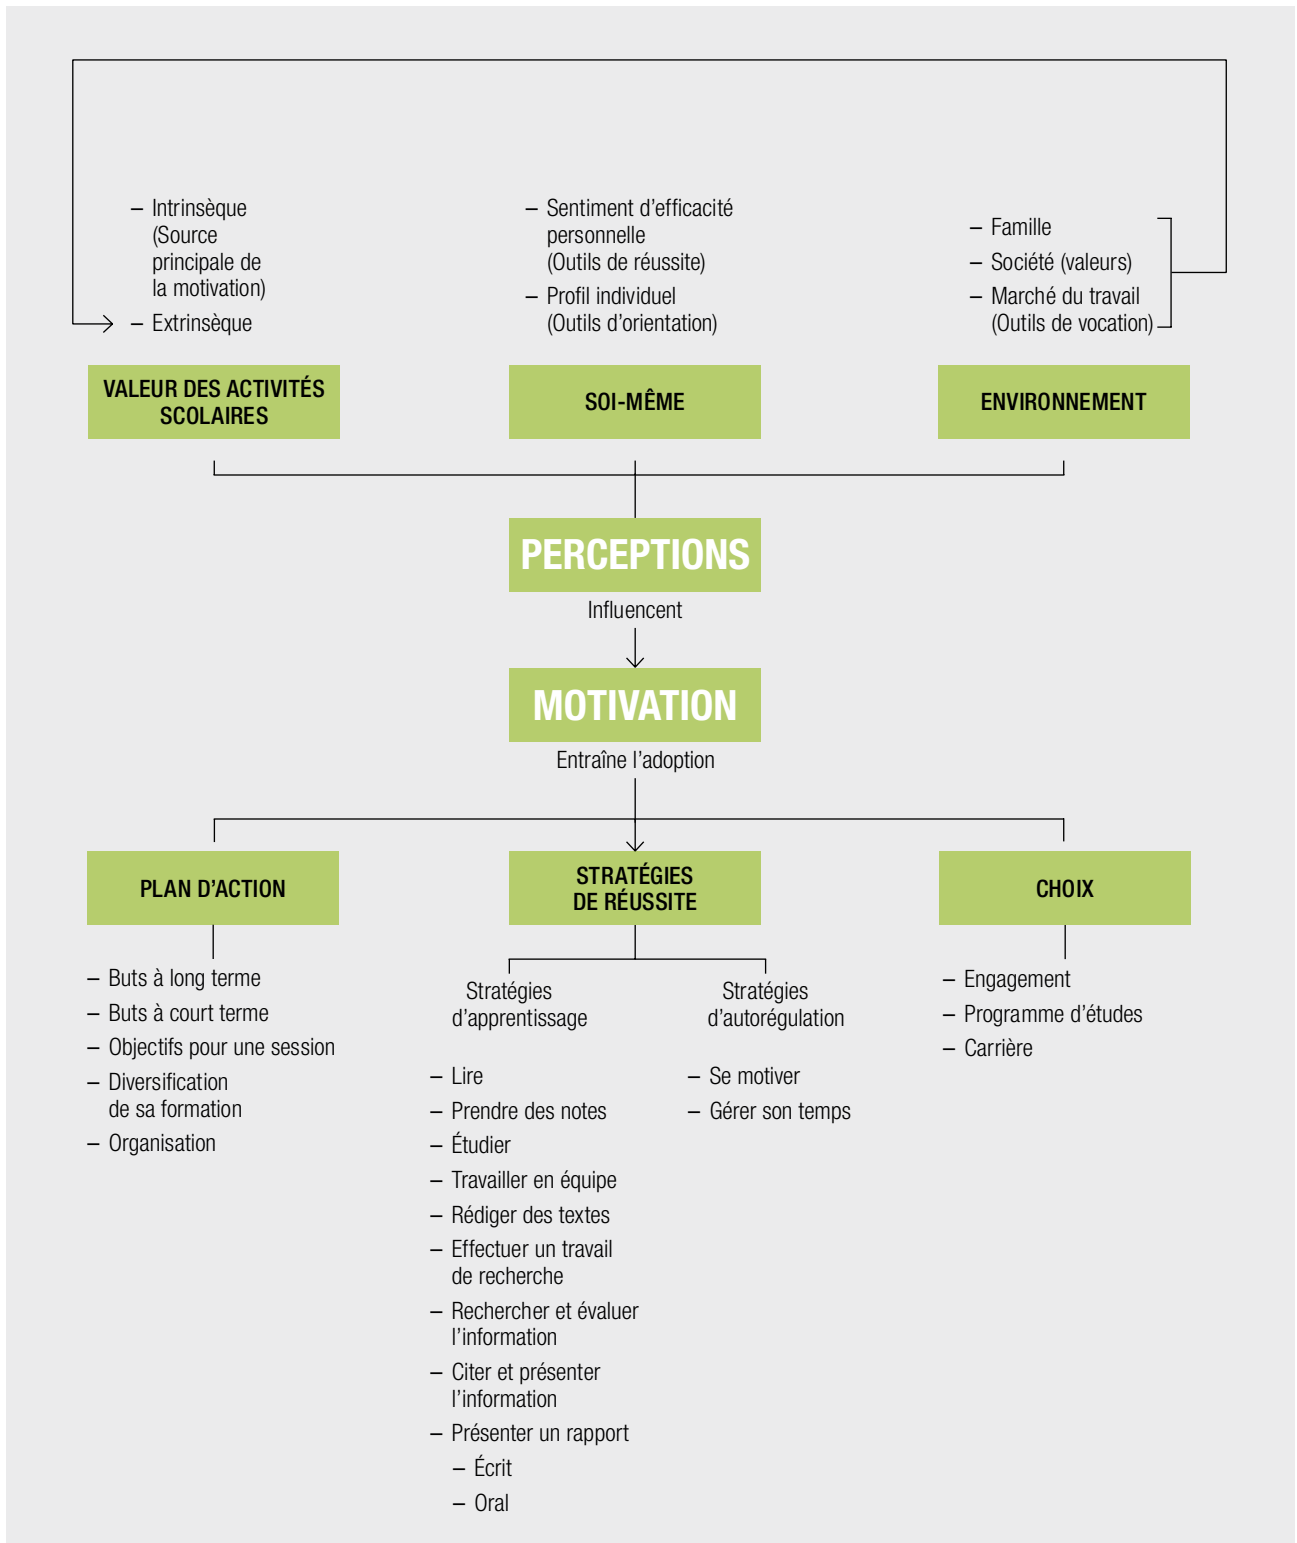 – Intrinsèque
(Source
principale de
la motivation)
– Extrinsèque
– Sentiment d’efficacité
personnelle
(Outils de réussite)
– Profil individuel
(Outils d’orientation)
– Famille
– Société (valeurs)
– Marché du travail
(Outils de vocation)
VALEUR DES ACTIVITÉS
SCOLAIRES
SOI-MÊME
ENVIRONNEMENT
PERCEPTIONS
Influencent
MOTIVATION
Entraîne l’adoption
PLAN D’ACTION
– Buts à long terme
– Buts à court terme
– Objectifs pour une session
– Diversification
de sa formation
– Organisation
STRATÉGIES
DE RÉUSSITE
Stratégies
d’apprentissage
– Lire
– Prendre des notes
– Étudier
– Travailler en équipe
– Rédiger des textes
– Effectuer un travail
de recherche
– Rechercher et évaluer
l’information
– Citer et présenter
l’information
– Présenter un rapport
– Écrit
– Oral
Stratégies
d’autorégulation
– Se motiver
– Gérer son temps
CHOIX
– Engagement
– Programme d’études
– Carrière